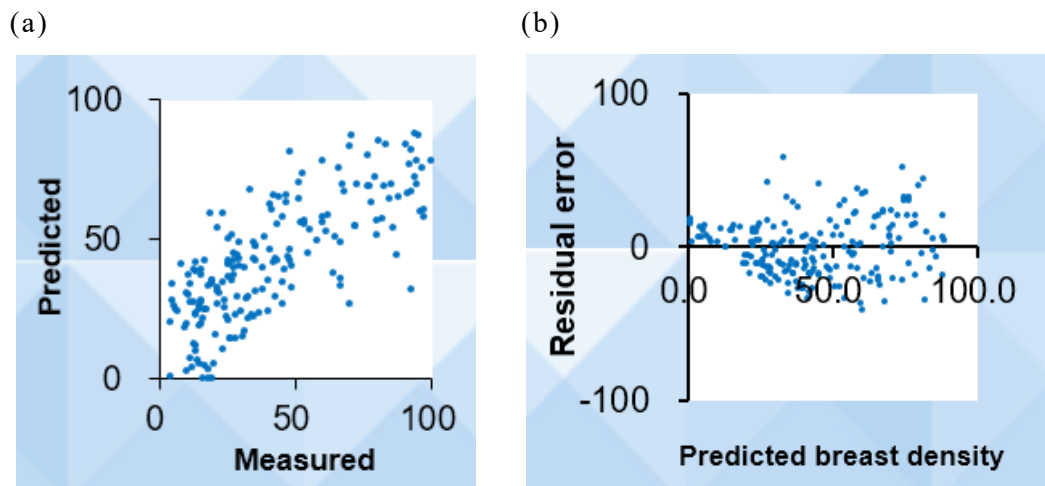 (a)
100
50
0
0 50 100
Predicted
Measured
(b)
100
0
-100
0.0 50.0 100.0
Residual error
Predicted breast density